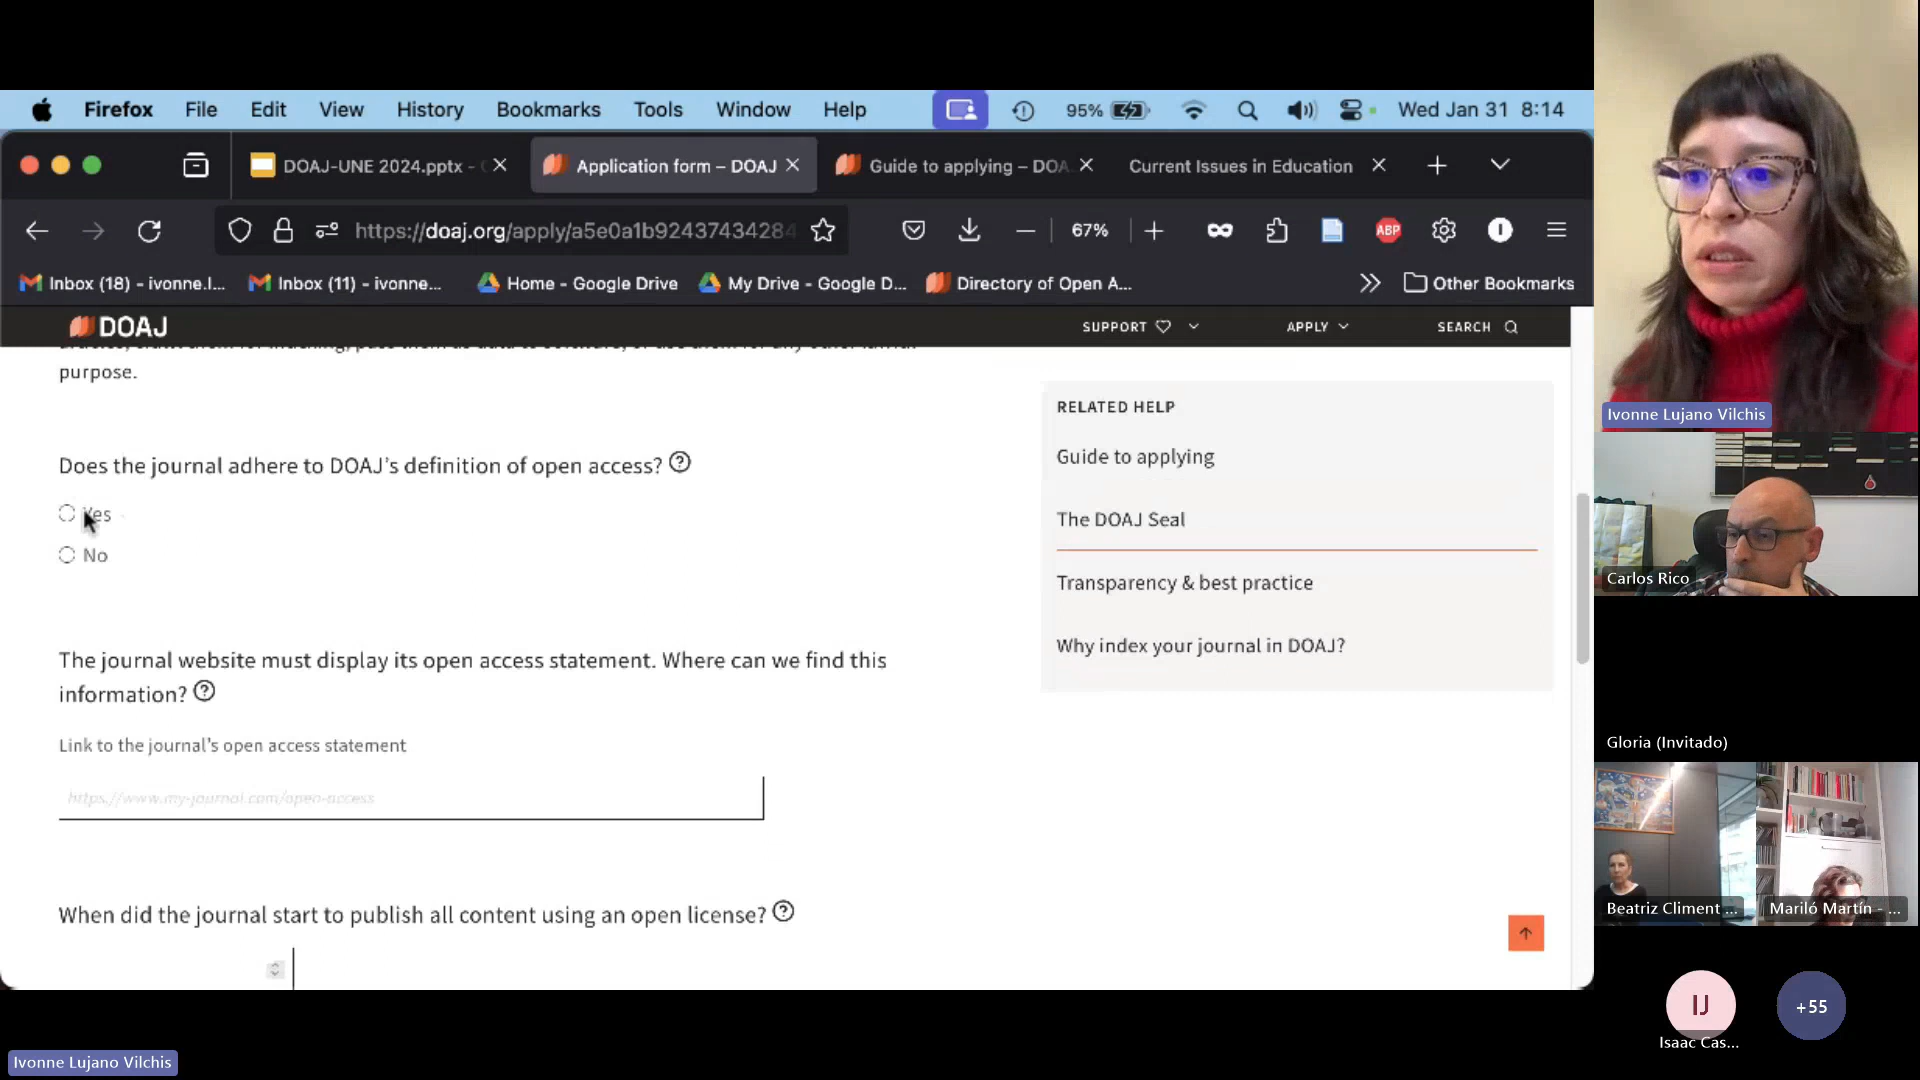 Firefox File Edit View History Bookmarks Tools Window Help 95% Wed Jan 31 8:14
DOAJ-UNE 2024.pptx - Application form – DOAJ Guide to applying – DOA Current Issues in Education
https://doaj.org/apply/a5e0a1b92437434284 67% ABP I
Inbox (18) - ivonne.l... Inbox (11) - ivonne... Home - Google Drive My Drive - Google D... Directory of Open A... Other Bookmarks
DOAJ SUPPORT APPLY SEARCH
purpose.
Does the journal adhere to DOAJ's definition of open access? ?
Yes
No
The journal website must display its open access statement. Where can we find this
information? ?
Link to the journal's open access statement
https://www.my-journal.com/open-access
When did the journal start to publish all content using an open license? ?
RELATED HELP
Guide to applying
The DOAJ Seal
Transparency & best practice
Why index your journal in DOAJ?
Ivonne Lujano Vilchis
Carlos Rico
Gloria (Invitado)
Beatriz Climent ...
Mariló Martín - ...
IJ
+55
Isaac Cas...
Ivonne Lujano Vilchis